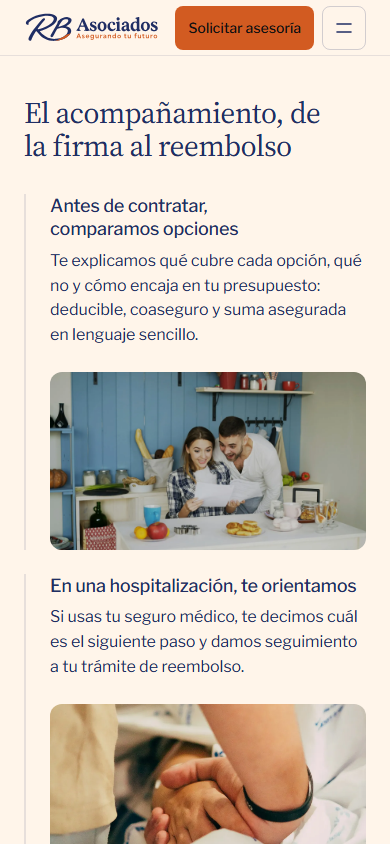 RB Asociados
Asegurando tu futuro
Solicitar asesoría
El acompañamiento, de
la firma al reembolso
Antes de contratar,
comparamos opciones
Te explicamos qué cubre cada opción, qué
no y cómo encaja en tu presupuesto:
deducible, coaseguro y suma asegurada
en lenguaje sencillo.
En una hospitalización, te orientamos
Si usas tu seguro médico, te decimos cuál
es el siguiente paso y damos seguimiento
a tu trámite de reembolso.